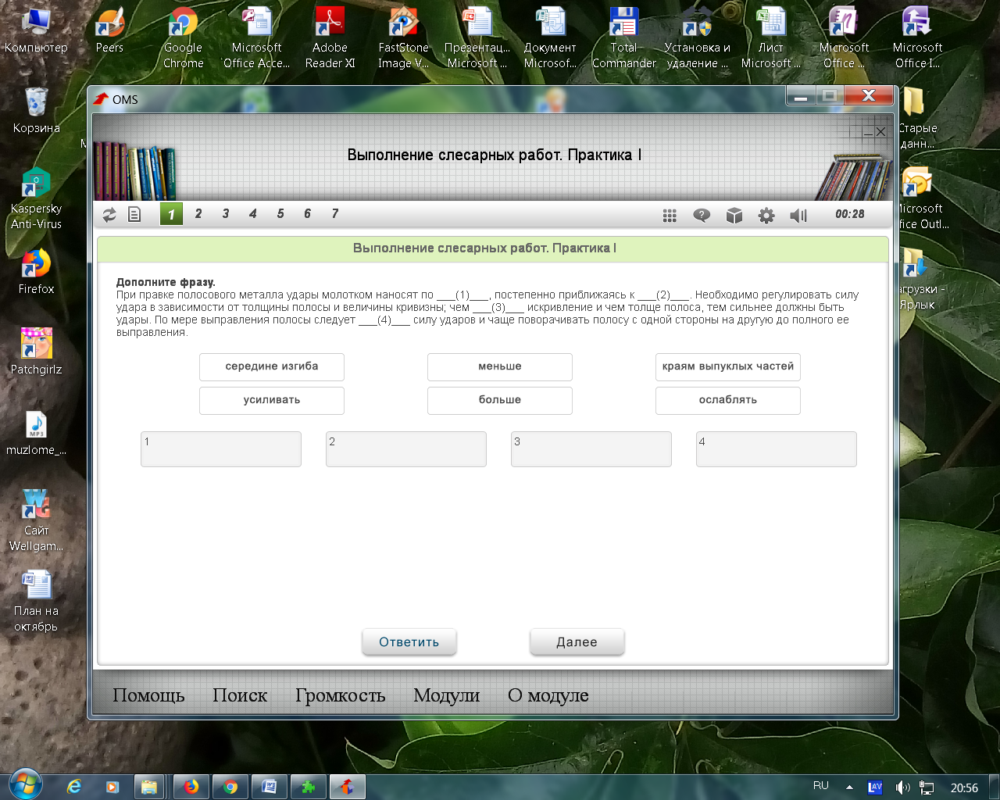 Компьютер
Peers
Google
Chrome
Microsoft
Office Acce...
Adobe
Reader XI
FastStone
Image V...
Презентац...
Microsoft ...
Документ
Microsof...
Total
Commander
Установка и
удаление ...
Лист
Microsoft ...
Microsoft
Office ...
Microsoft
Office I...
Корзина
Kaspersky
Anti-Virus
Firefox
Patchgirlz
MP3
muzlome_...
Сайт
Wellgam...
План на
октябрь
Старые
данн...
OMS
Выполнение слесарных работ. Практика I
1 2 3 4 5 6 7
00:28
Выполнение слесарных работ. Практика I
Дополните фразу.
При правке полосового металла удары молотком наносят по ___(1)___, постепенно приближаясь к ___(2)___. Необходимо регулировать силу
удара в зависимости от толщины полосы и величины кривизны; чем ___(3)___ искривление и чем толще полоса, тем сильнее должны быть
удары. По мере выправления полосы следует ___(4)___ силу ударов и чаще поворачивать полосу с одной стороны на другую до полного ее
выправления.
середине изгиба меньше краям выпуклых частей
усиливать больше ослаблять
1 2 3 4
Ответить Далее
Помощь Поиск Громкость Модули О модуле
RU
LAV
20:56